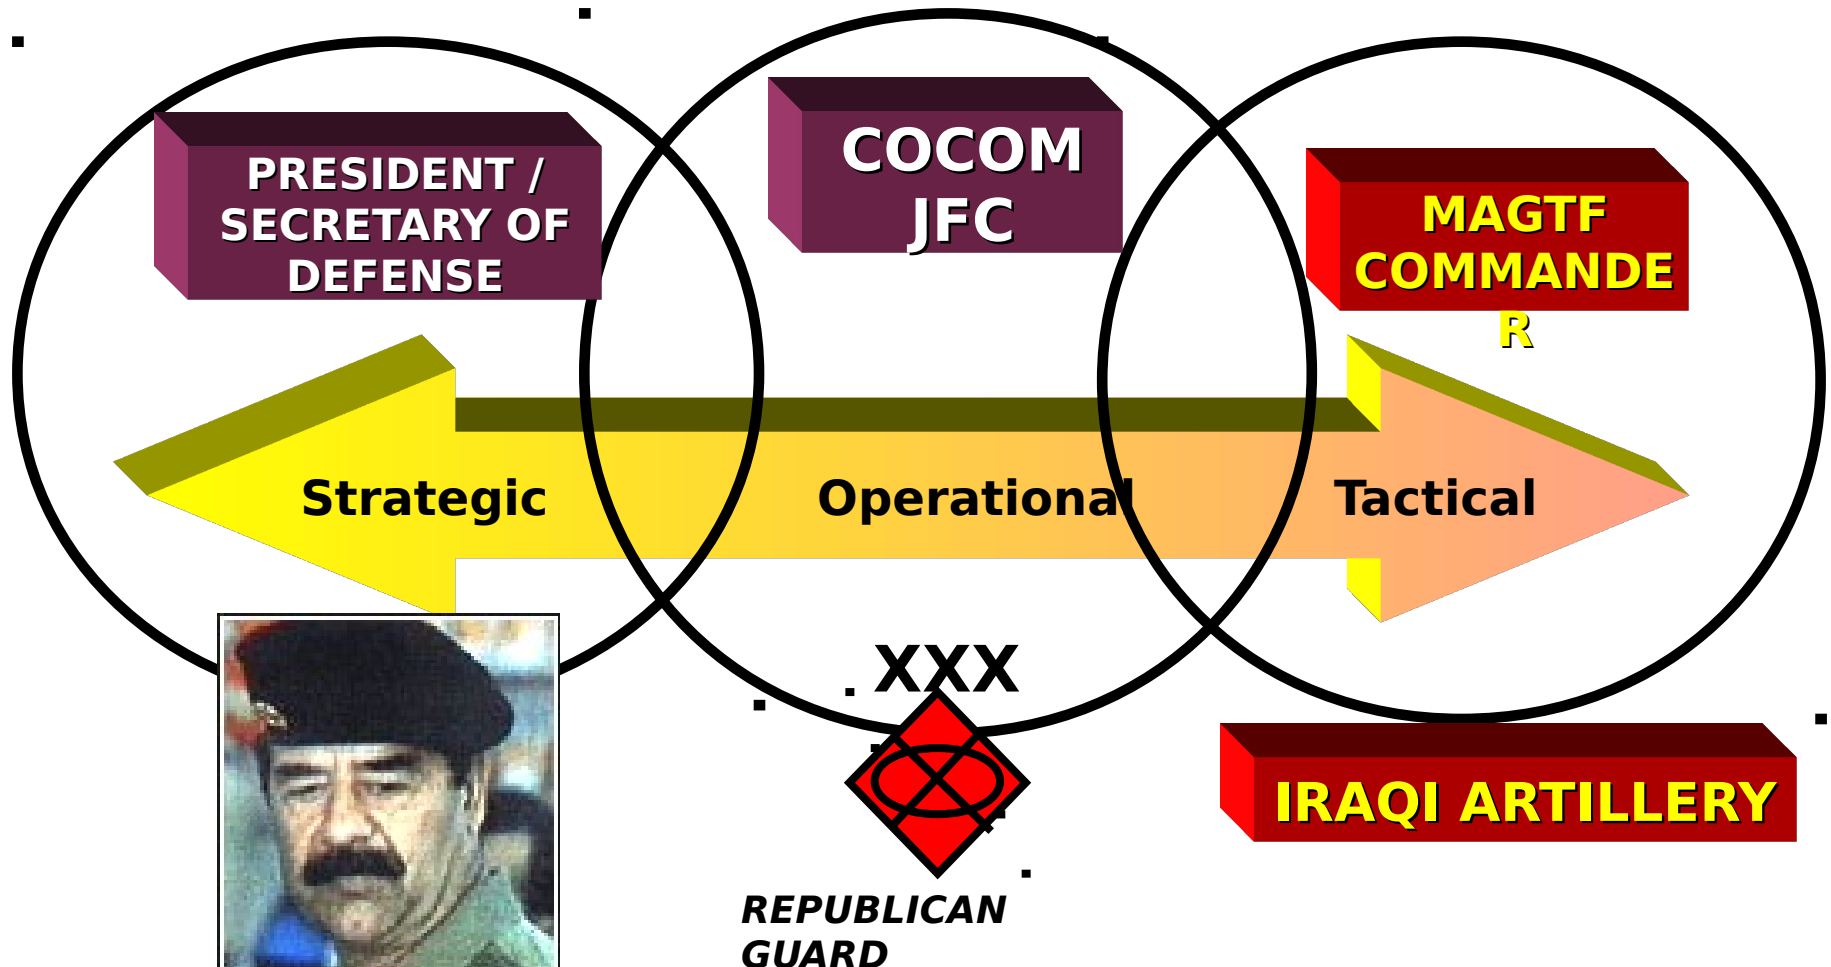 PRESIDENT /
SECRETARY OF
DEFENSE
COCOM
JFC
MAGTF
COMMANDE
R
Strategic
Operational
Tactical
XXX
IRAQI ARTILLERY
REPUBLICAN
GUARD